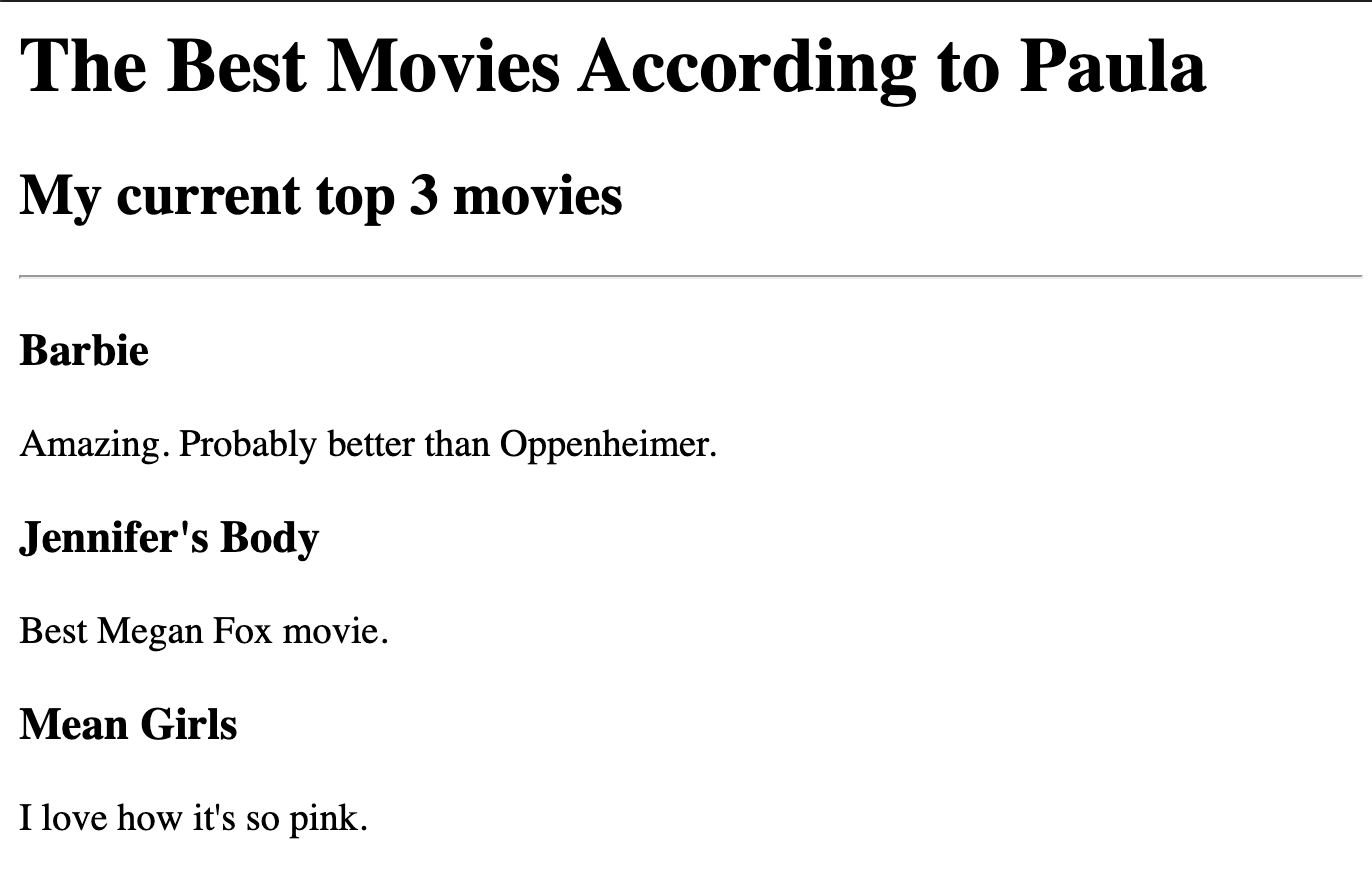 The Best Movies According to Paula
My current top 3 movies
Barbie
Amazing. Probably better than Oppenheimer.
Jennifer's Body
Best Megan Fox movie.
Mean Girls
I love how it's so pink.